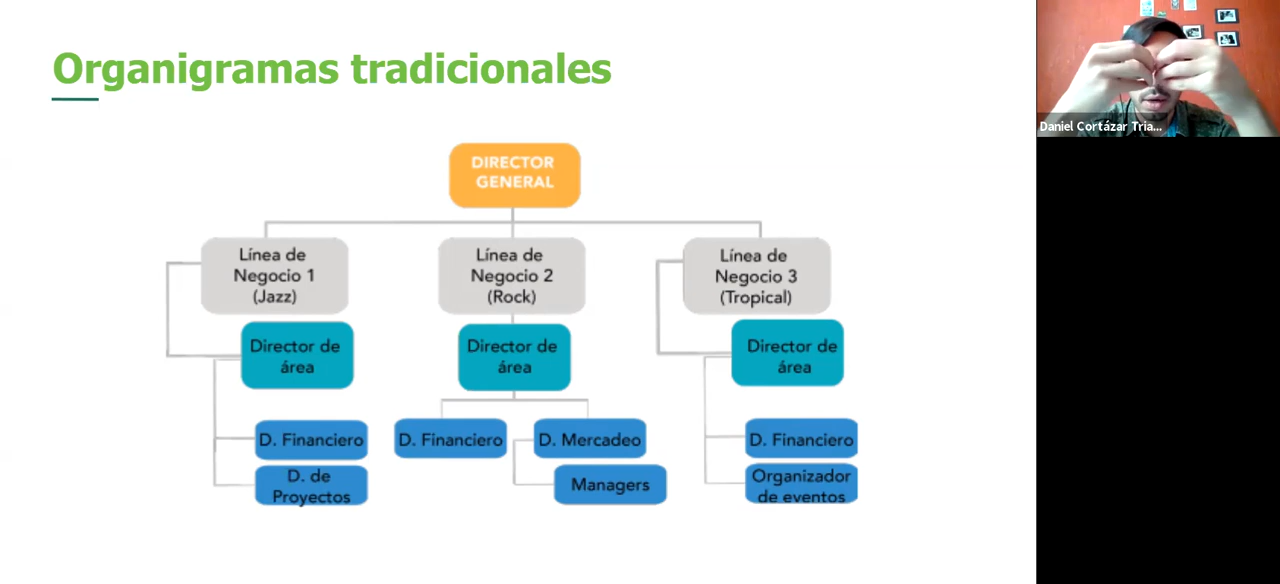 Organigramas tradicionales
Daniel Cortázar Tria...
DIRECTOR
GENERAL
Línea de
Negocio 1
(Jazz)
Línea de
Negocio 2
(Rock)
Línea de
Negocio 3
(Tropical)
Director de
área
Director de
área
Director de
área
D. Financiero
D. de
Proyectos
D. Financiero
D. Mercadeo
Managers
D. Financiero
Organizador
de eventos